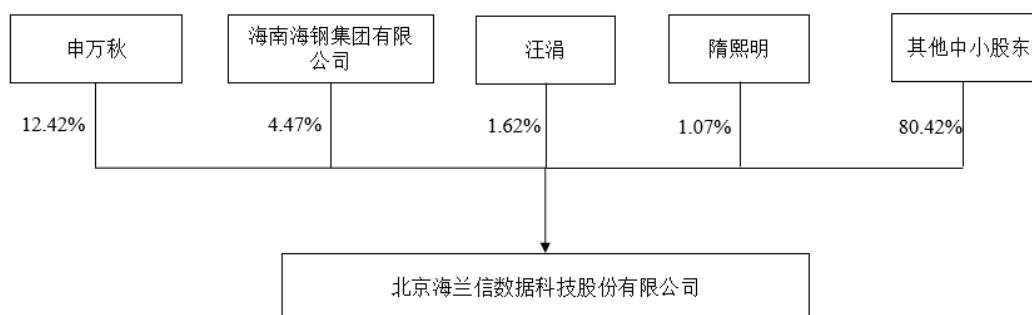 申万秋
海南海钢集团有限
公司
汪涓
隋熙明
其他中小股东
12.42%
4.47%
1.62%
1.07%
80.42%
北京海兰信数据科技股份有限公司